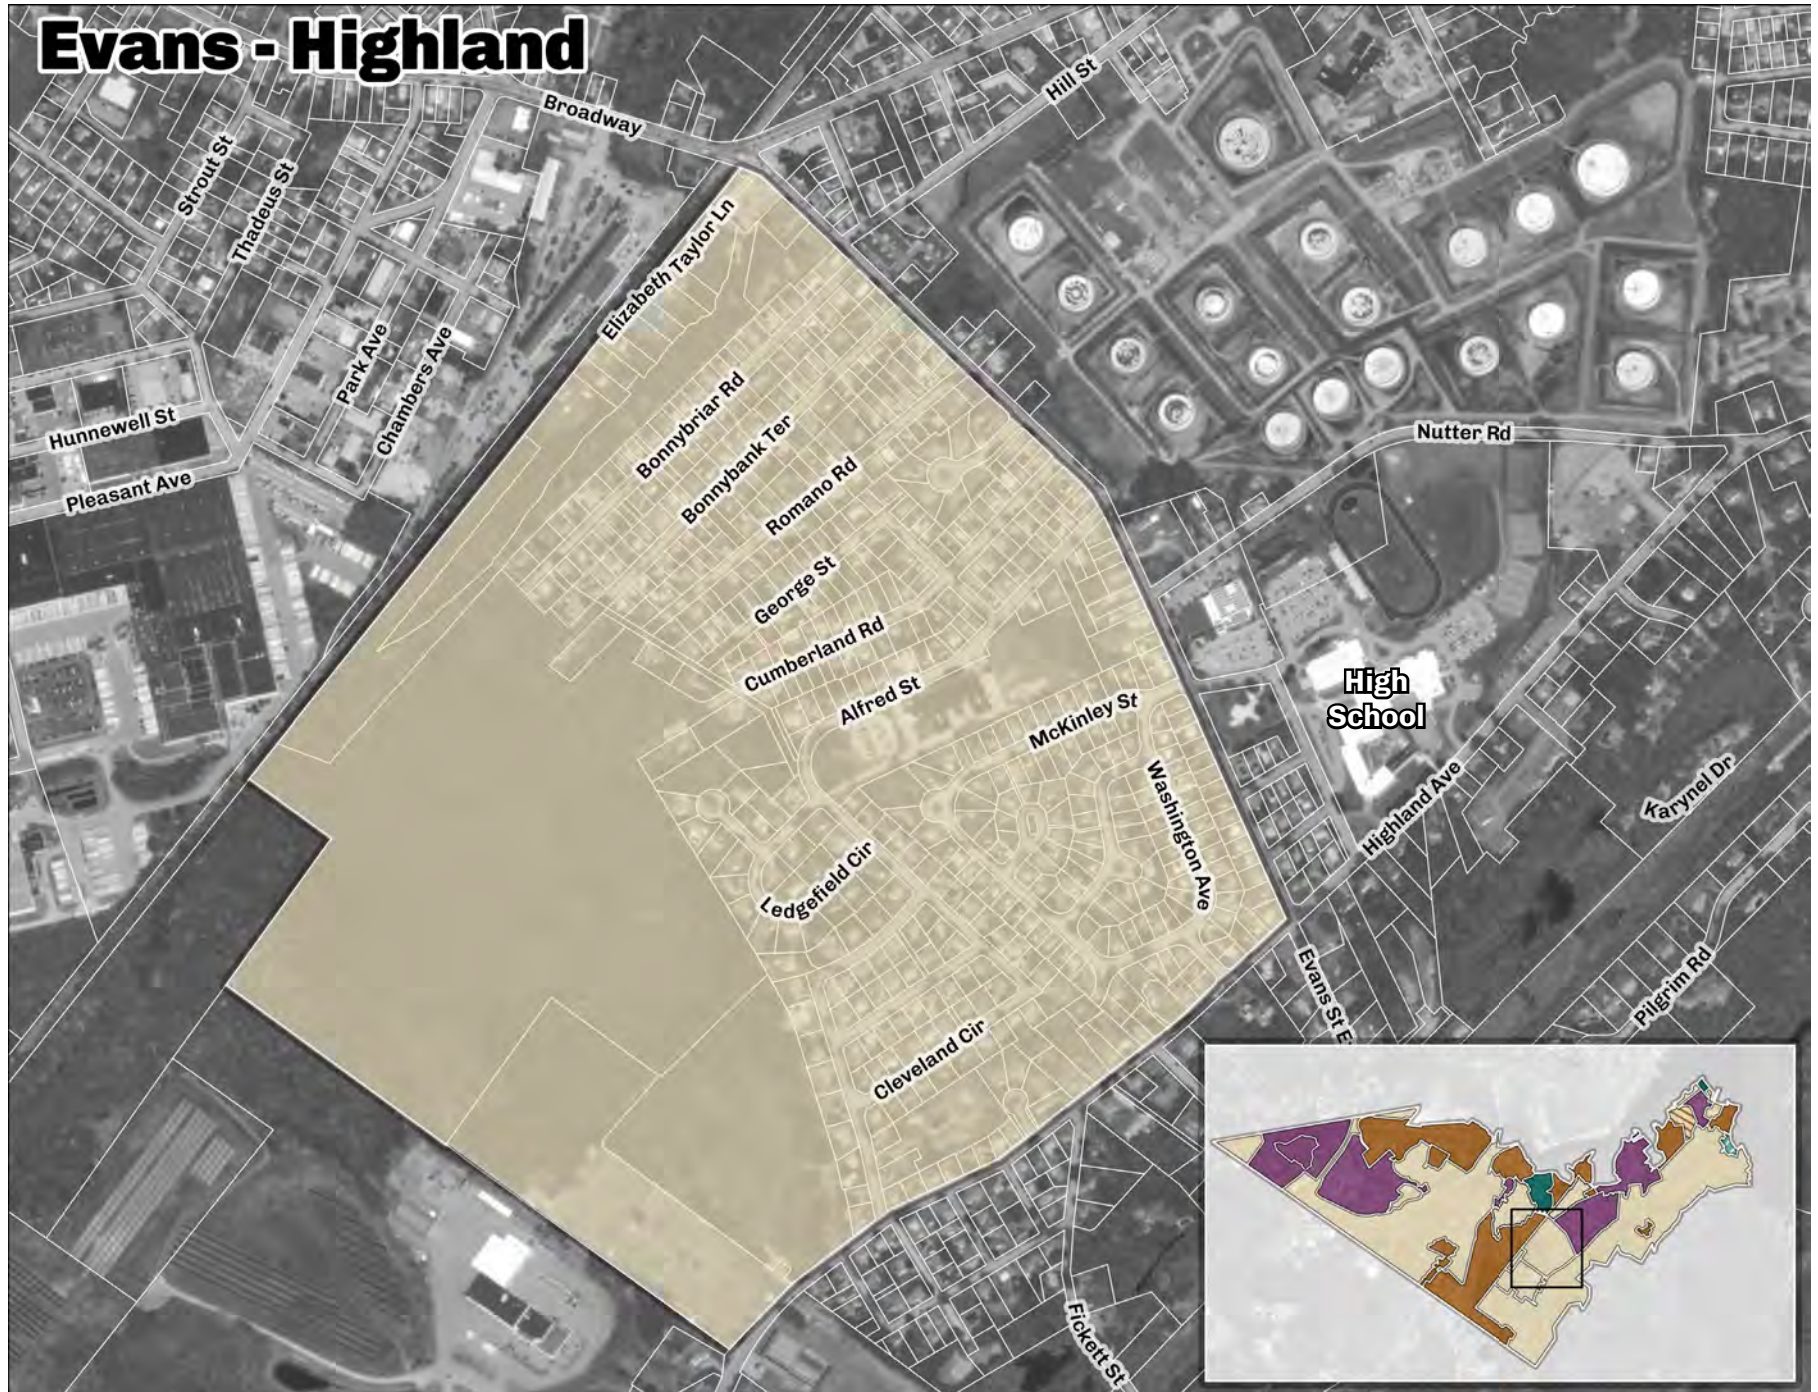 Evans - Highland
Broadway
Hill St
Strout St
Thadeus St
Elizabeth Taylor Ln
Park Ave
Chambers Ave
Hunnewell St
Pleasant Ave
Bonnybriar Rd
Bonnybank Ter
Romano Rd
Nutter Rd
George St
Cumberland Rd
Alfred St
McKinley St
High
School
Washington Ave
Highland Ave
Karynel Dr
Ledgefield Cir
Evans St E
Pilgrim Rd
Cleveland Cir
Fickett St